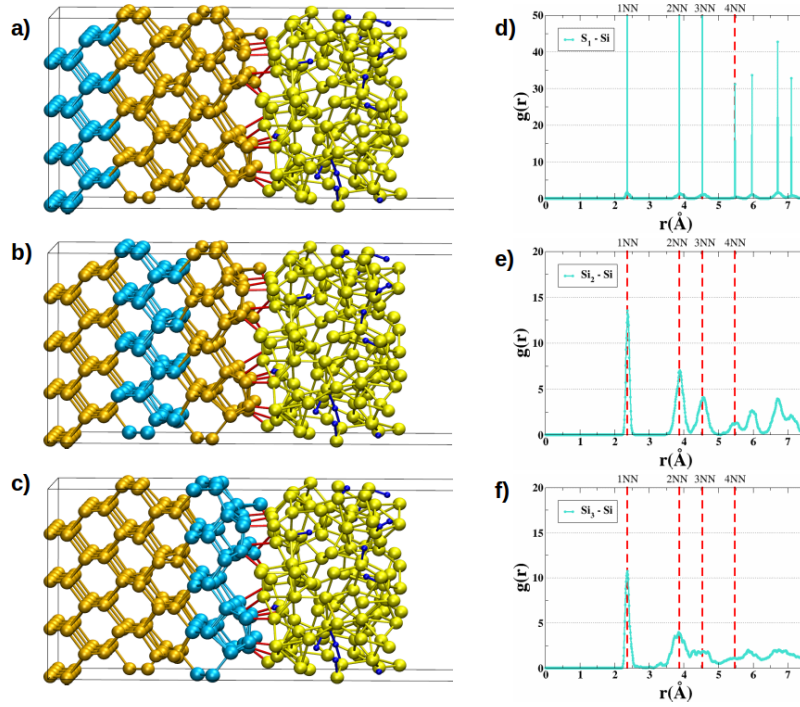 a)
b)
c)
d)
1NN 2NN 3NN 4NN
S1 - Si
g(r)
50
40
30
20
10
0
0 1 2 3 4 5 6 7
r(Å)
e)
1NN 2NN 3NN 4NN
Si2 - Si
g(r)
20
15
10
5
0
0 1 2 3 4 5 6 7
r(Å)
f)
1NN 2NN 3NN 4NN
Si3 - Si
g(r)
20
15
10
5
0
0 1 2 3 4 5 6 7
r(Å)